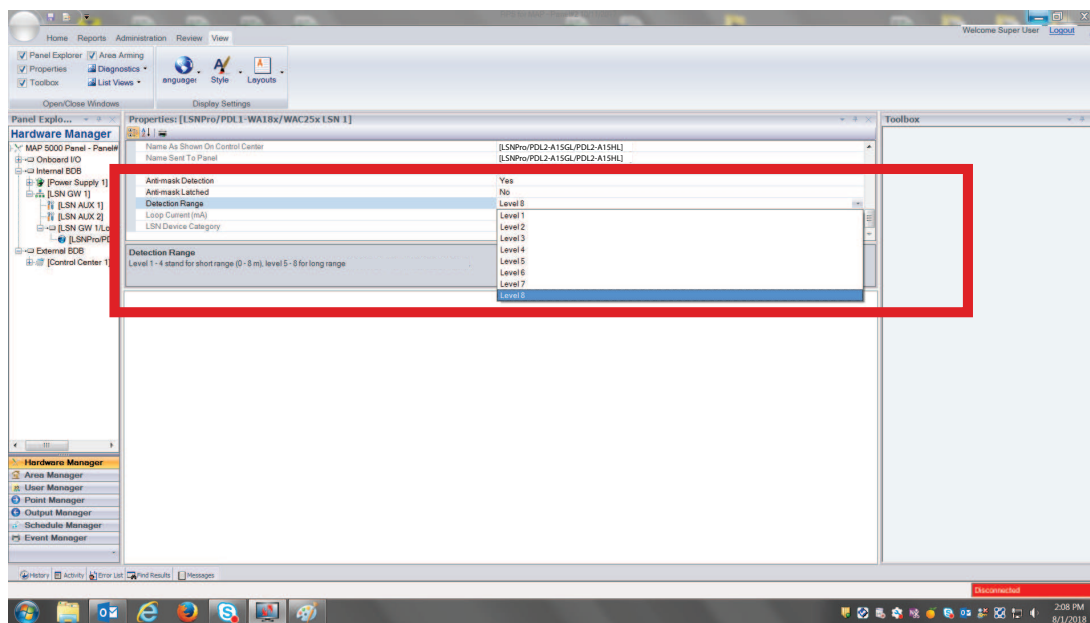 Welcome Super User Logout
Home Reports Administration Review View
Panel Explorer Area Arming
Properties Diagnostics
Toolbox List Views
anguage: Style Layouts
Open/Close Windows Display Settings
Panel Explo...
Properties: [LSNPro/PDL1-WA18x/WAC25x LSN 1]
Toolbox
Hardware Manager
MAP 5000 Panel - Panel#
Onboard I/O
Internal BDB
[Power Supply 1]
[LSN GW 1]
[LSN AUX 1]
[LSN AUX 2]
[LSN GW 1/Lo
[LSNPro/PD
External BDB
[Control Center 1]
Name As Shown On Control Center [LSNPro/PDL2-A15GL/PDL2-A15HL]
Name Sent To Panel [LSNPro/PDL2-A15GL/PDL2-A15HL]
Anti-mask Detection Yes
Anti-mask Latched No
Detection Range Level 8
Loop Current (mA)
LSN Device Category
Level 1
Level 2
Level 3
Level 4
Level 5
Level 6
Level 7
Level 8
Detection Range
Level 1 - 4 stand for short range (0 - 8 m), level 5 - 8 for long range
Hardware Manager
Area Manager
User Manager
Point Manager
Output Manager
Schedule Manager
Event Manager
History Activity Error List Find Results Messages
Disconnected
2:08 PM
8/1/2018